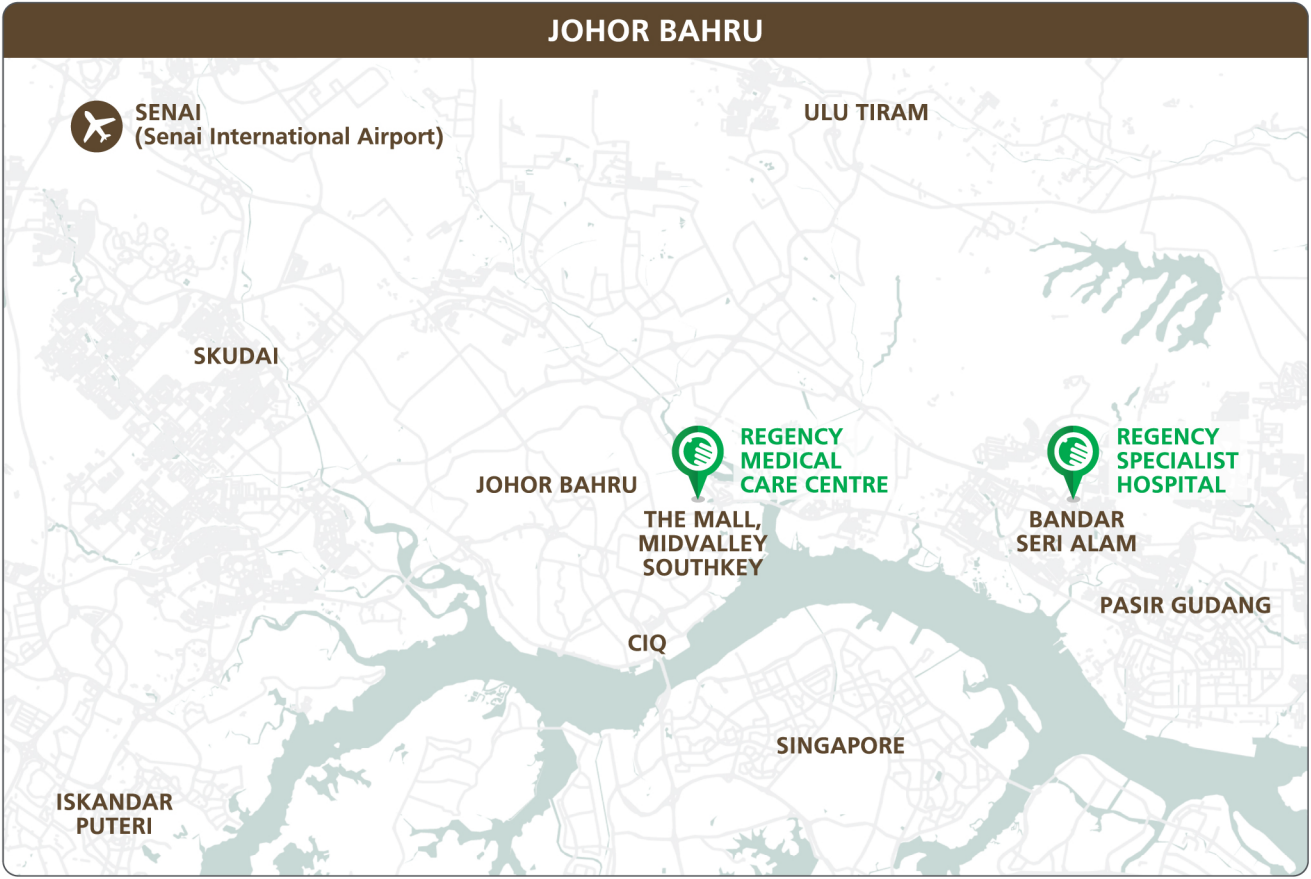 JOHOR BAHRU
SENAI
(Senai International Airport)
ULU TIRAM
SKUDAI
REGENCY
MEDICAL
CARE CENTRE
REGENCY
SPECIALIST
HOSPITAL
JOHOR BAHRU
THE MALL,
MIDVALLEY
SOUTHKEY
BANDAR
SERI ALAM
PASIR GUDANG
CIQ
SINGAPORE
ISKANDAR
PUTERI